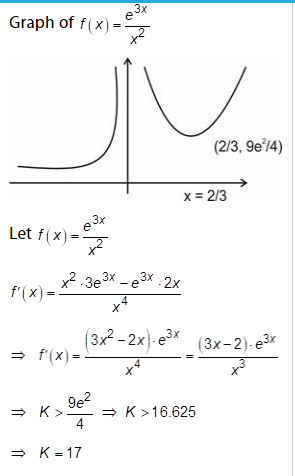 Graph of f(x) = e^{3x}/x^2
(2/3, 9e^2/4)
x = 2/3
Let f(x) = e^{3x}/x^2
f'(x) = (x^2 · 3e^{3x} – e^{3x} · 2x)/x^4
⇒ f'(x) = ((3x^2 – 2x) · e^{3x})/x^4 = ((3x – 2) · e^{3x})/x^3
⇒ K > 9e^2/4 ⇒ K > 16.625
⇒ K = 17